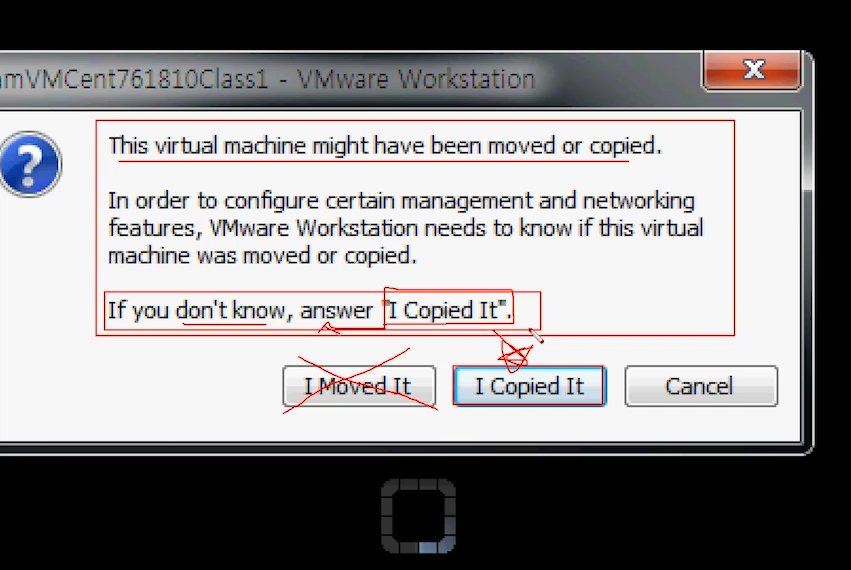 amVMCent761810Class1 - VMware Workstation
This virtual machine might have been moved or copied.
In order to configure certain management and networking
features, VMware Workstation needs to know if this virtual
machine was moved or copied.
If you don't know, answer "I Copied It".
I Moved It
I Copied It
Cancel